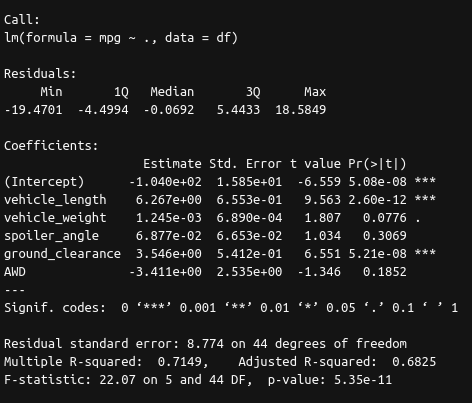 Call:
lm(formula = mpg ~ ., data = df)

Residuals:
     Min       1Q   Median       3Q      Max
-19.4701  -4.4994  -0.0692   5.4433  18.5849

Coefficients:
                   Estimate Std. Error t value Pr(>|t|)
(Intercept)      -1.040e+02  1.585e+01  -6.559 5.08e-08 ***
vehicle_length    6.267e+00  6.553e-01   9.563 2.60e-12 ***
vehicle_weight    1.245e-03  6.890e-04   1.807   0.0776 .
spoiler_angle     6.877e-02  6.653e-02   1.034   0.3069
ground_clearance  3.546e+00  5.412e-01   6.551 5.21e-08 ***
AWD              -3.411e+00  2.535e+00  -1.346   0.1852
---
Signif. codes:  0 ‘***’ 0.001 ‘**’ 0.01 ‘*’ 0.05 ‘.’ 0.1 ‘ ’ 1

Residual standard error: 8.774 on 44 degrees of freedom
Multiple R-squared:  0.7149,    Adjusted R-squared:  0.6825
F-statistic: 22.07 on 5 and 44 DF,  p-value: 5.35e-11